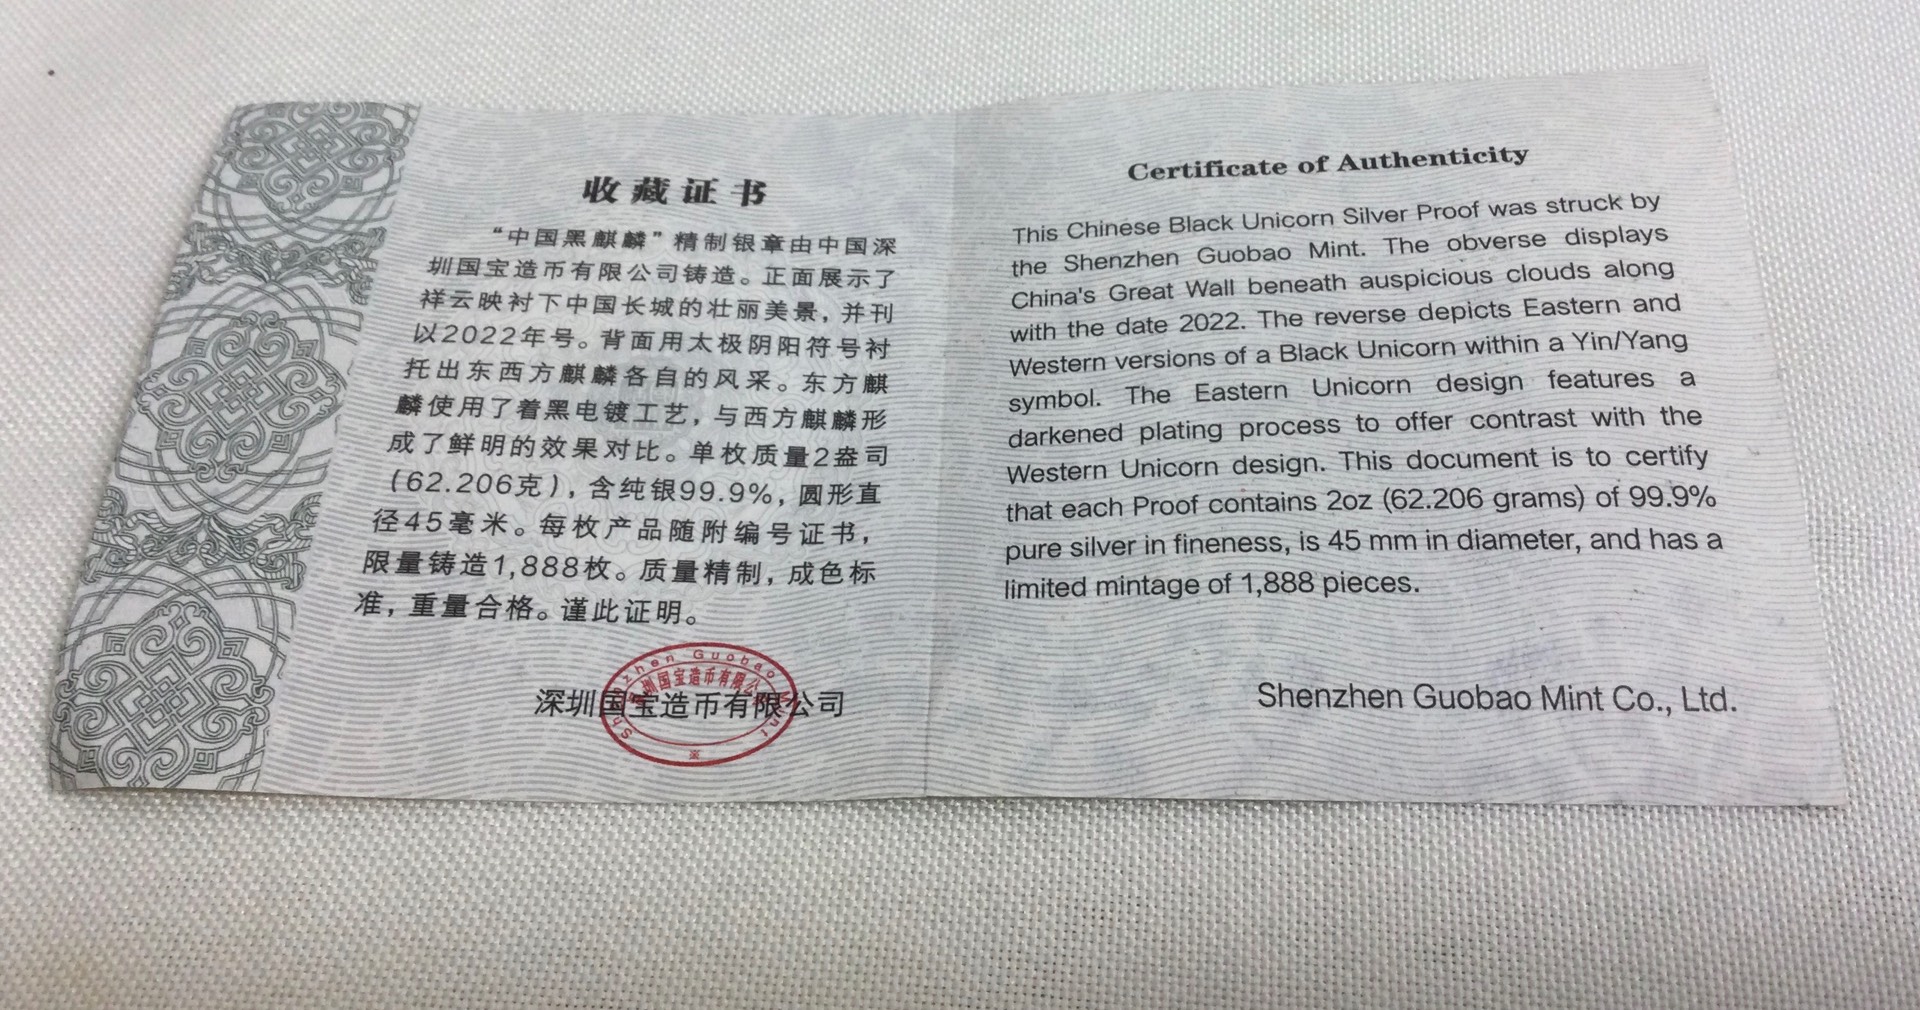 收藏证书
“中国黑麒麟”精制银章由中国深
圳国宝造币有限公司铸造。正面展示了
祥云映衬下中国长城的壮丽美景，并刊
以2022年号。背面用太极阴阳符号衬
托出东西方麒麟各自的风采。东方麒
麟使用了着黑电镀工艺，与西方麒麟形
成了鲜明的效果对比。单枚质量2盎司
（62.206克），含纯银99.9%，圆形直
径45毫米。每枚产品随附编号证书，
限量铸造1,888枚。质量精制，成色标
准，重量合格。谨此证明。
深圳国宝造币有限公司
Shenzhen Guobao Mint
深圳国宝造币有限公
Certificate of Authenticity
This Chinese Black Unicorn Silver Proof was struck by
the Shenzhen Guobao Mint. The obverse displays
China's Great Wall beneath auspicious clouds along
with the date 2022. The reverse depicts Eastern and
Western versions of a Black Unicorn within a Yin/Yang
symbol. The Eastern Unicorn design features a
darkened plating process to offer contrast with the
Western Unicorn design. This document is to certify
that each Proof contains 2oz (62.206 grams) of 99.9%
pure silver in fineness, is 45 mm in diameter, and has a
limited mintage of 1,888 pieces.
Shenzhen Guobao Mint Co., Ltd.